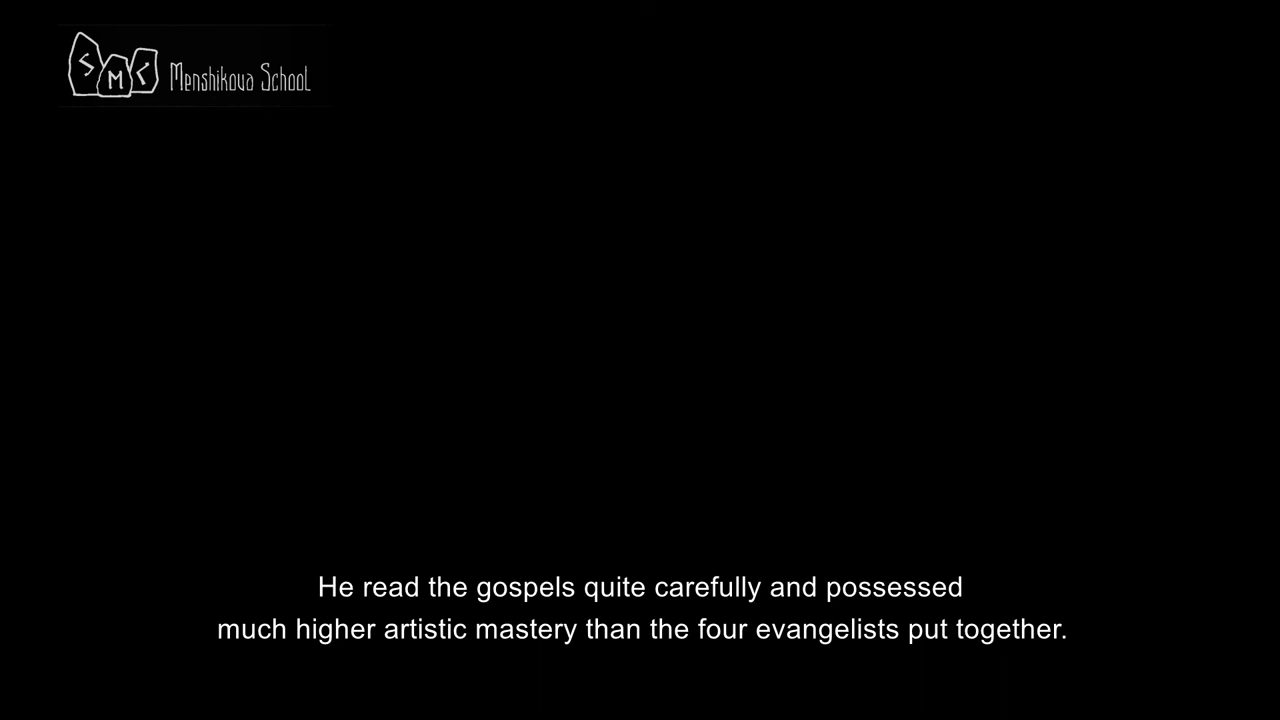 SMC Menshikova School
He read the gospels quite carefully and possessed
much higher artistic mastery than the four evangelists put together.